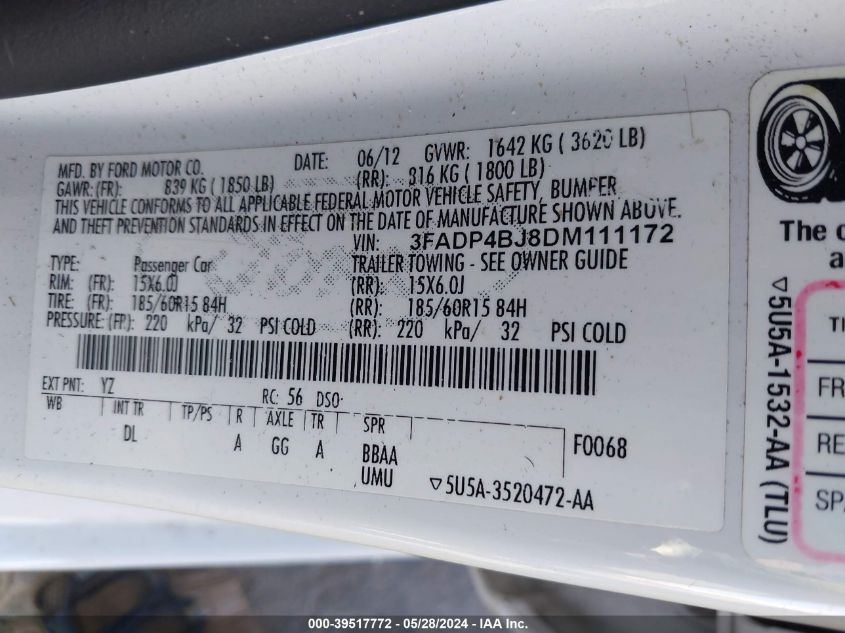 MFD. BY FORD MOTOR CO. DATE: 06/12 GVWR: 1642 KG ( 3620 LB)
GAWR: (FR): 839 KG ( 1850 LB) (RR): 816 KG ( 1800 LB)
THIS VEHICLE CONFORMS TO ALL APPLICABLE FEDERAL MOTOR VEHICLE SAFETY, BUMPER
AND THEFT PREVENTION STANDARDS IN EFFECT ON THE DATE OF MANUFACTURE SHOWN ABOVE.
VIN: 3FADP4BJ8DM111172
TYPE: Passenger Car TRAILER TOWING - SEE OWNER GUIDE
RIM: (FR): 15X6.0J (RR): 15X6.0J
TIRE: (FR): 185/60R15 84H (RR): 185/60R15 84H
PRESSURE: (FR): 220 kPa/ 32 PSI COLD (RR): 220 kPa/ 32 PSI COLD
EXT PNT: YZ RC: 56 DSO:
WB INT TR TP/PS R AXLE TR SPR
DL A GG A BBAA F0068
UMU ▽5U5A-3520472-AA
▽5U5A-1532-AA (TLU)
The
TI
FR
RE
SPA
000-39517772 — 05/28/2024 — IAA Inc.